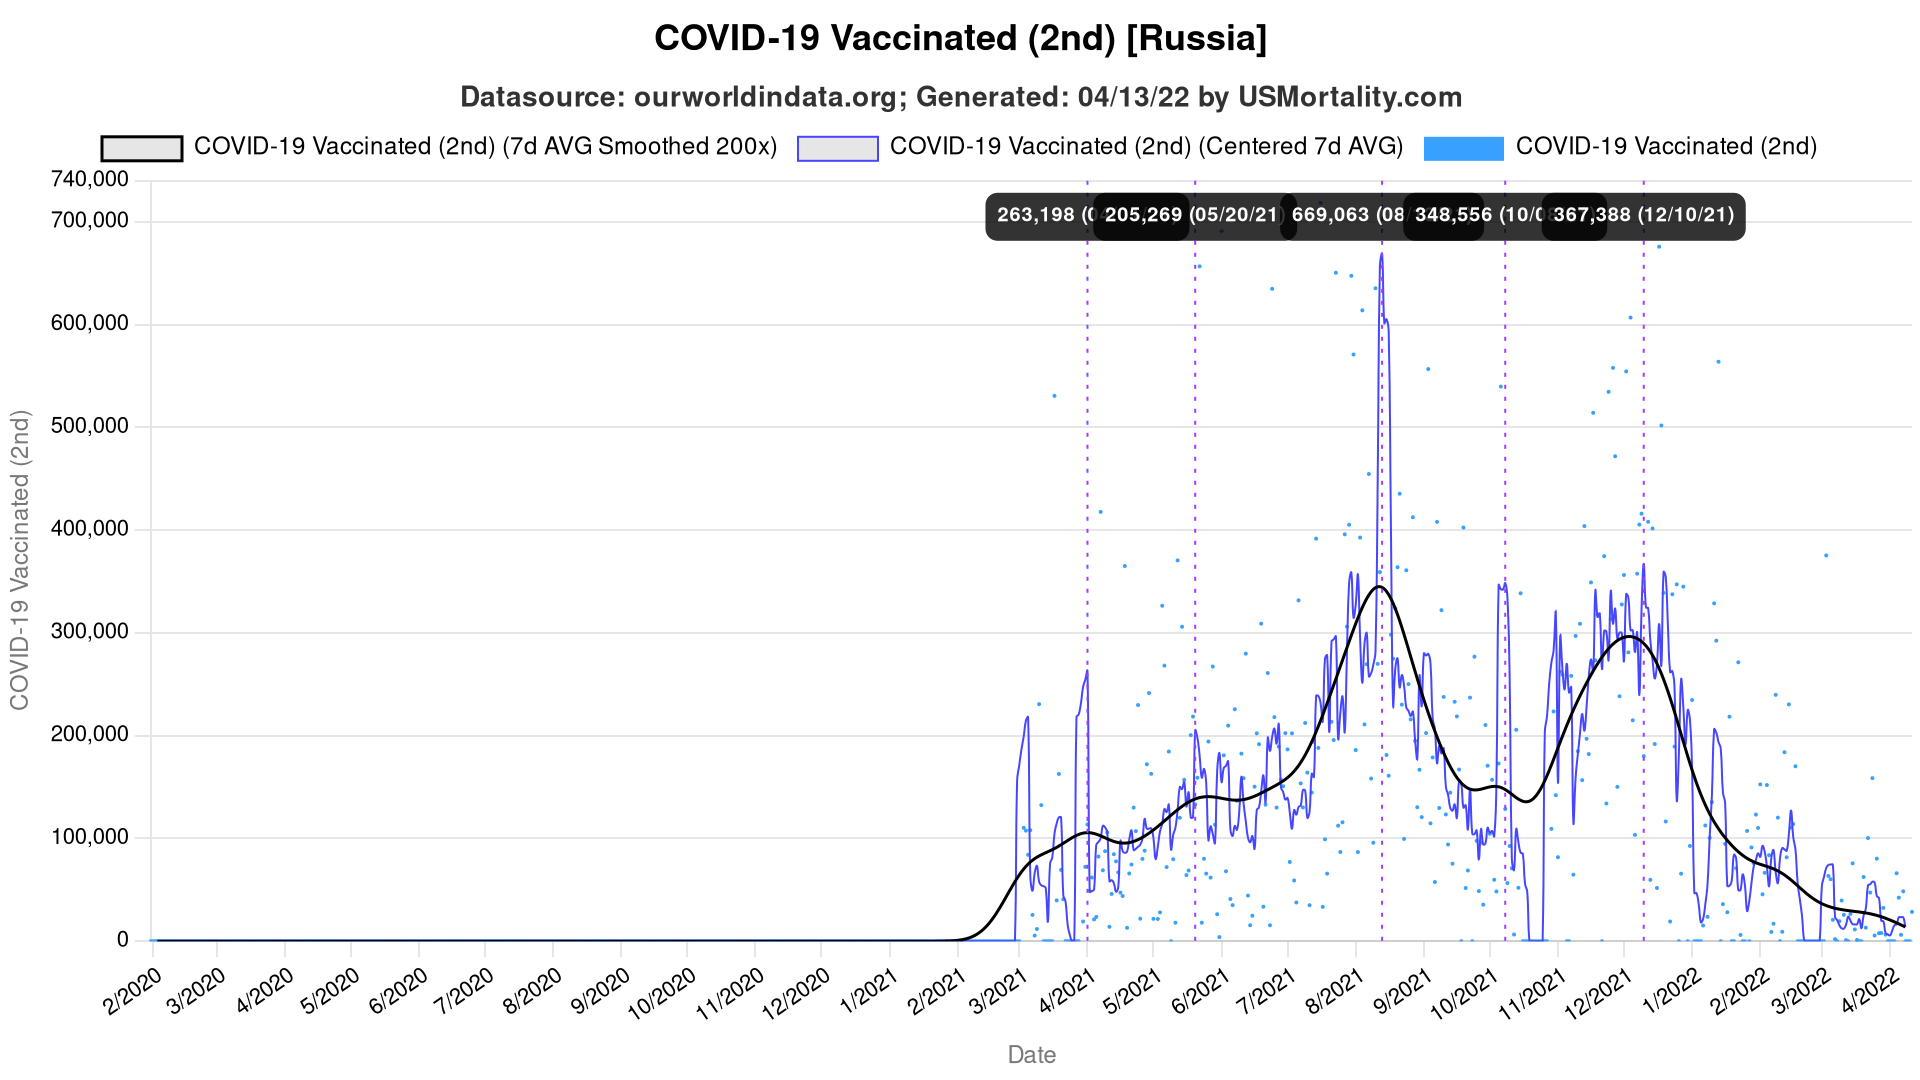 COVID-19 Vaccinated (2nd) [Russia]
Datasource: ourworldindata.org; Generated: 04/13/22 by USMortality.com
COVID-19 Vaccinated (2nd) (7d AVG Smoothed 200x) COVID-19 Vaccinated (2nd) (Centered 7d AVG) COVID-19 Vaccinated (2nd)
740,000
700,000
600,000
500,000
400,000
300,000
200,000
100,000
0
COVID-19 Vaccinated (2nd)
263,198 205,269 (05/20/21) 669,063 348,556 367,388 (12/10/21)
2/2020 3/2020 4/2020 5/2020 6/2020 7/2020 8/2020 9/2020 10/2020 11/2020 12/2020 1/2021 2/2021 3/2021 4/2021 5/2021 6/2021 7/2021 8/2021 9/2021 10/2021 11/2021 12/2021 1/2022 2/2022 3/2022 4/2022
Date